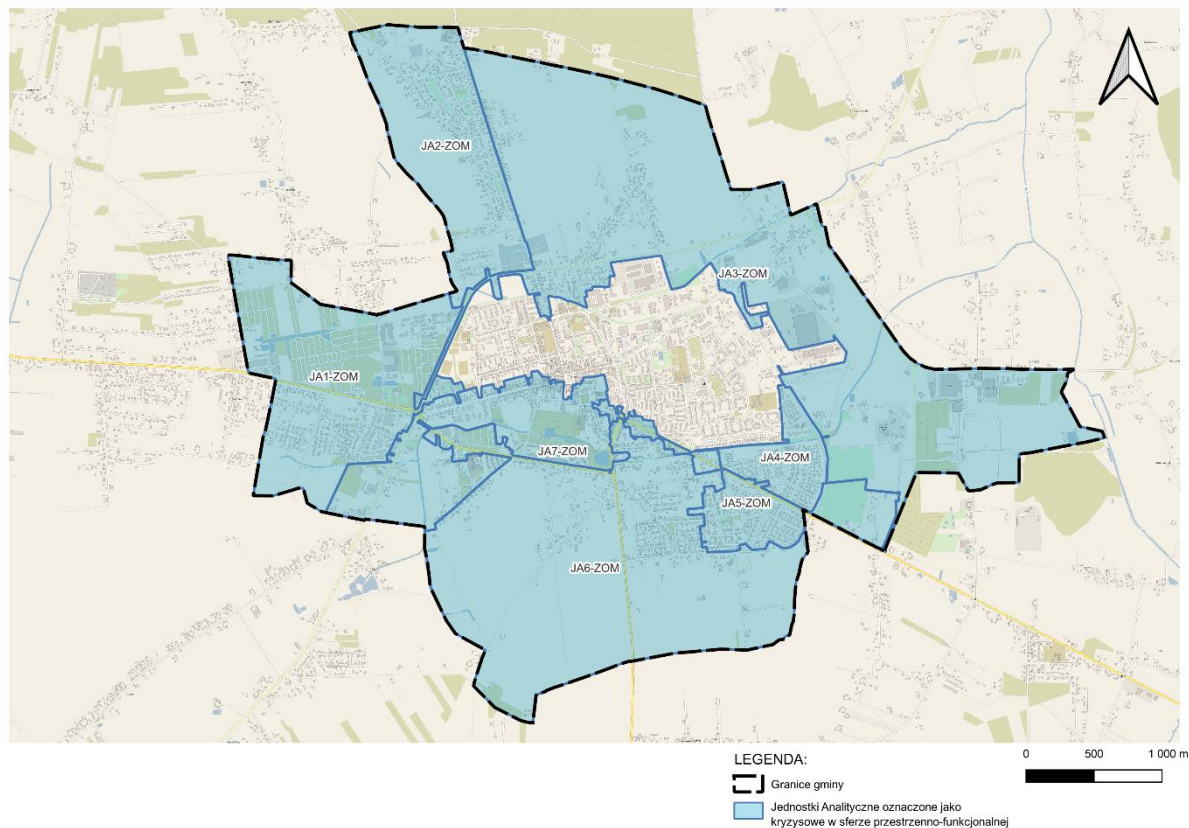 JA2-ZOM
JA3-ZOM
JA1-ZOM
JA7-ZOM
JA4-ZOM
JA5-ZOM
JA6-ZOM
LEGENDA:
Granice gminy
Jednostki Analityczne oznaczone jako
kryzysowe w sferze przestrzenno-funkcjonalnej
0 500 1 000 m